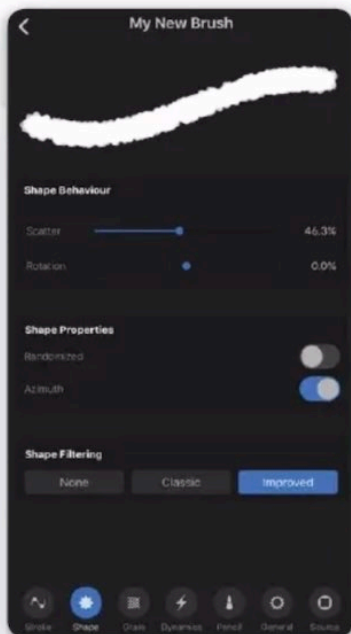 My New Brush
Shape Behaviour
Scatter 46.3%
Rotation 0.0%
Shape Properties
Randomized
Azimuth
Shape Filtering
None Classic Improved
Stroke Shape Grain Dynamics Pencil General Source